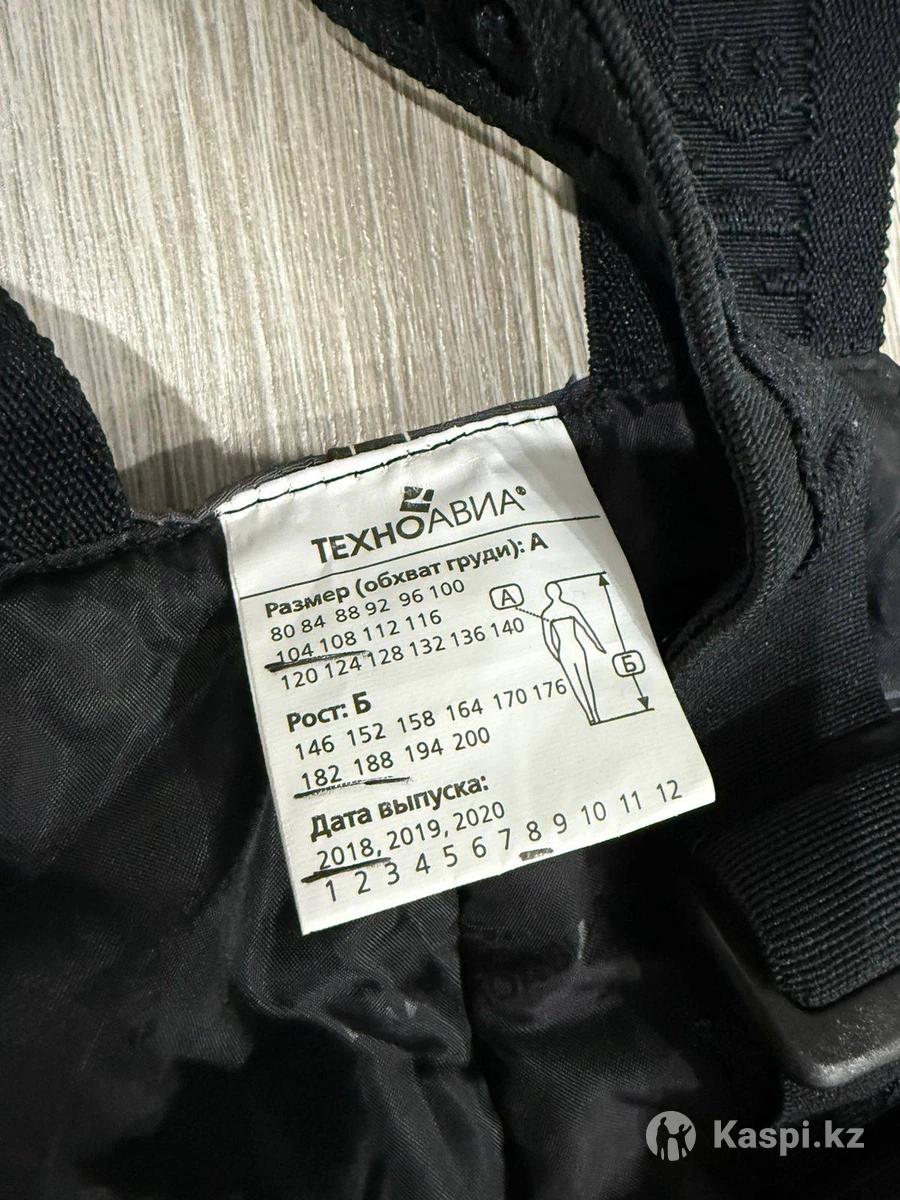 ТЕХНОАВИА®
Размер (обхват груди): А
80 84 88 92 96 100
104 108 112 116
120 124 128 132 136 140
А
Б
Рост: Б
146 152 158 164 170 176
182 188 194 200
Дата выпуска:
2018, 2019, 2020
1 2 3 4 5 6 7 8 9 10 11 12
Kaspi.kz